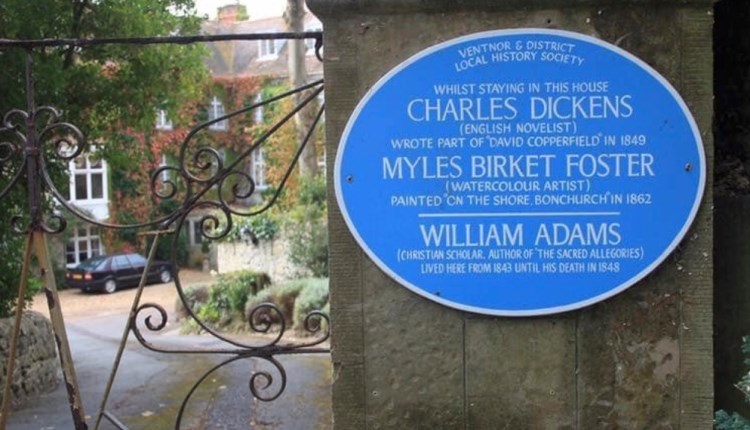 VENTNOR & DISTRICT
LOCAL HISTORY SOCIETY
WHILST STAYING IN THIS HOUSE
CHARLES DICKENS
(ENGLISH NOVELIST)
WROTE PART OF "DAVID COPPERFIELD" IN 1849
MYLES BIRKET FOSTER
(WATERCOLOUR ARTIST)
PAINTED "ON THE SHORE, BONCHURCH" IN 1862
WILLIAM ADAMS
(CHRISTIAN SCHOLAR, AUTHOR OF "THE SACRED ALLEGORIES)
LIVED HERE FROM 1843 UNTIL HIS DEATH IN 1848